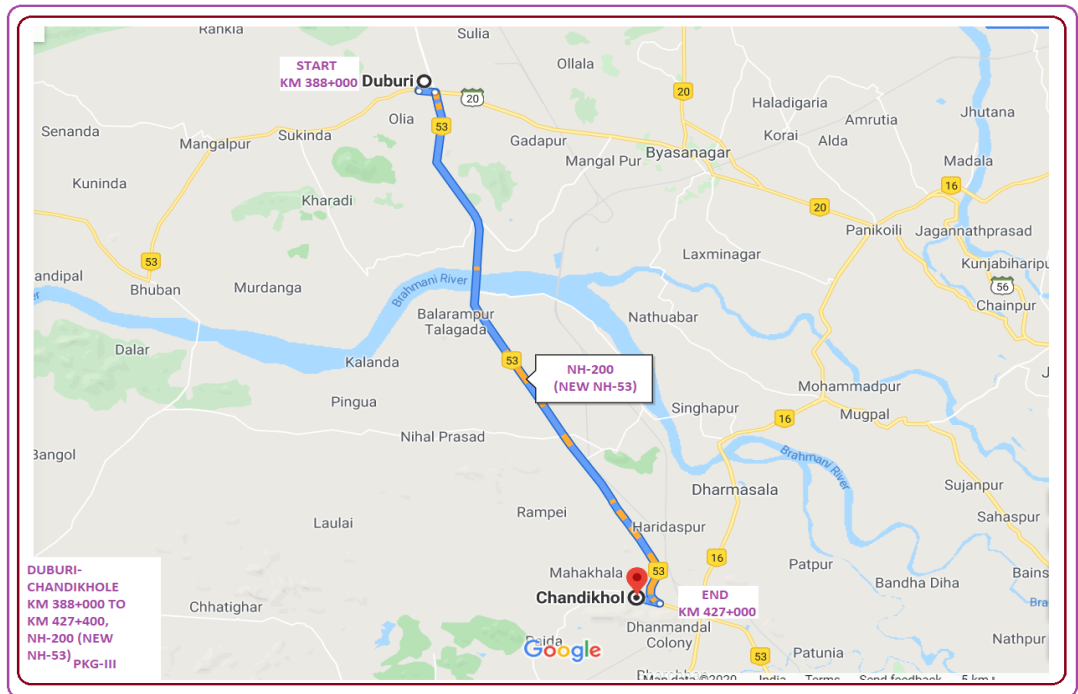 Rankia
Sulia
START
KM 388+000
Duburi
Ollala
20
20
Haladigaria
Jhutana
Amrutia
Olia
53
Senanda
Sukinda
Mangalpur
Gadapur
Korai
Alda
Mangal Pur
Byasanagar
Madala
Kuninda
16
Kharadi
20
Panikoili
Jagannathprasad
Laxminagar
53
Kunjabiharipu
andipal
Bhuban
Murdanga
Brahmani River
56
Chainpur
er
Balarampur
Talagada
Nathuabar
Dalar
Kalanda
53
NH-200
(NEW NH-53)
J
Mohammadpur
Pingua
Singhapur
16
Mugpal
Nihal Prasad
Bangol
Brahmani River
Dharmasala
Sujanpur
Rampei
Laulai
Haridaspur
Sahaspur
16
Patpur
Mahakhala
53
Bandha Diha
Bains
Chandikhol
END
KM 427+000
Bra
DUBURI-
CHANDIKHOLE
KM 388+000 TO
KM 427+400,
NH-200 (NEW
NH-53)
PKG-III
Chhatighar
Dhanmandal
Colony
Nathpur
Google
53
Patunia
Map data ©2020 India Terms Send feedback 5 km